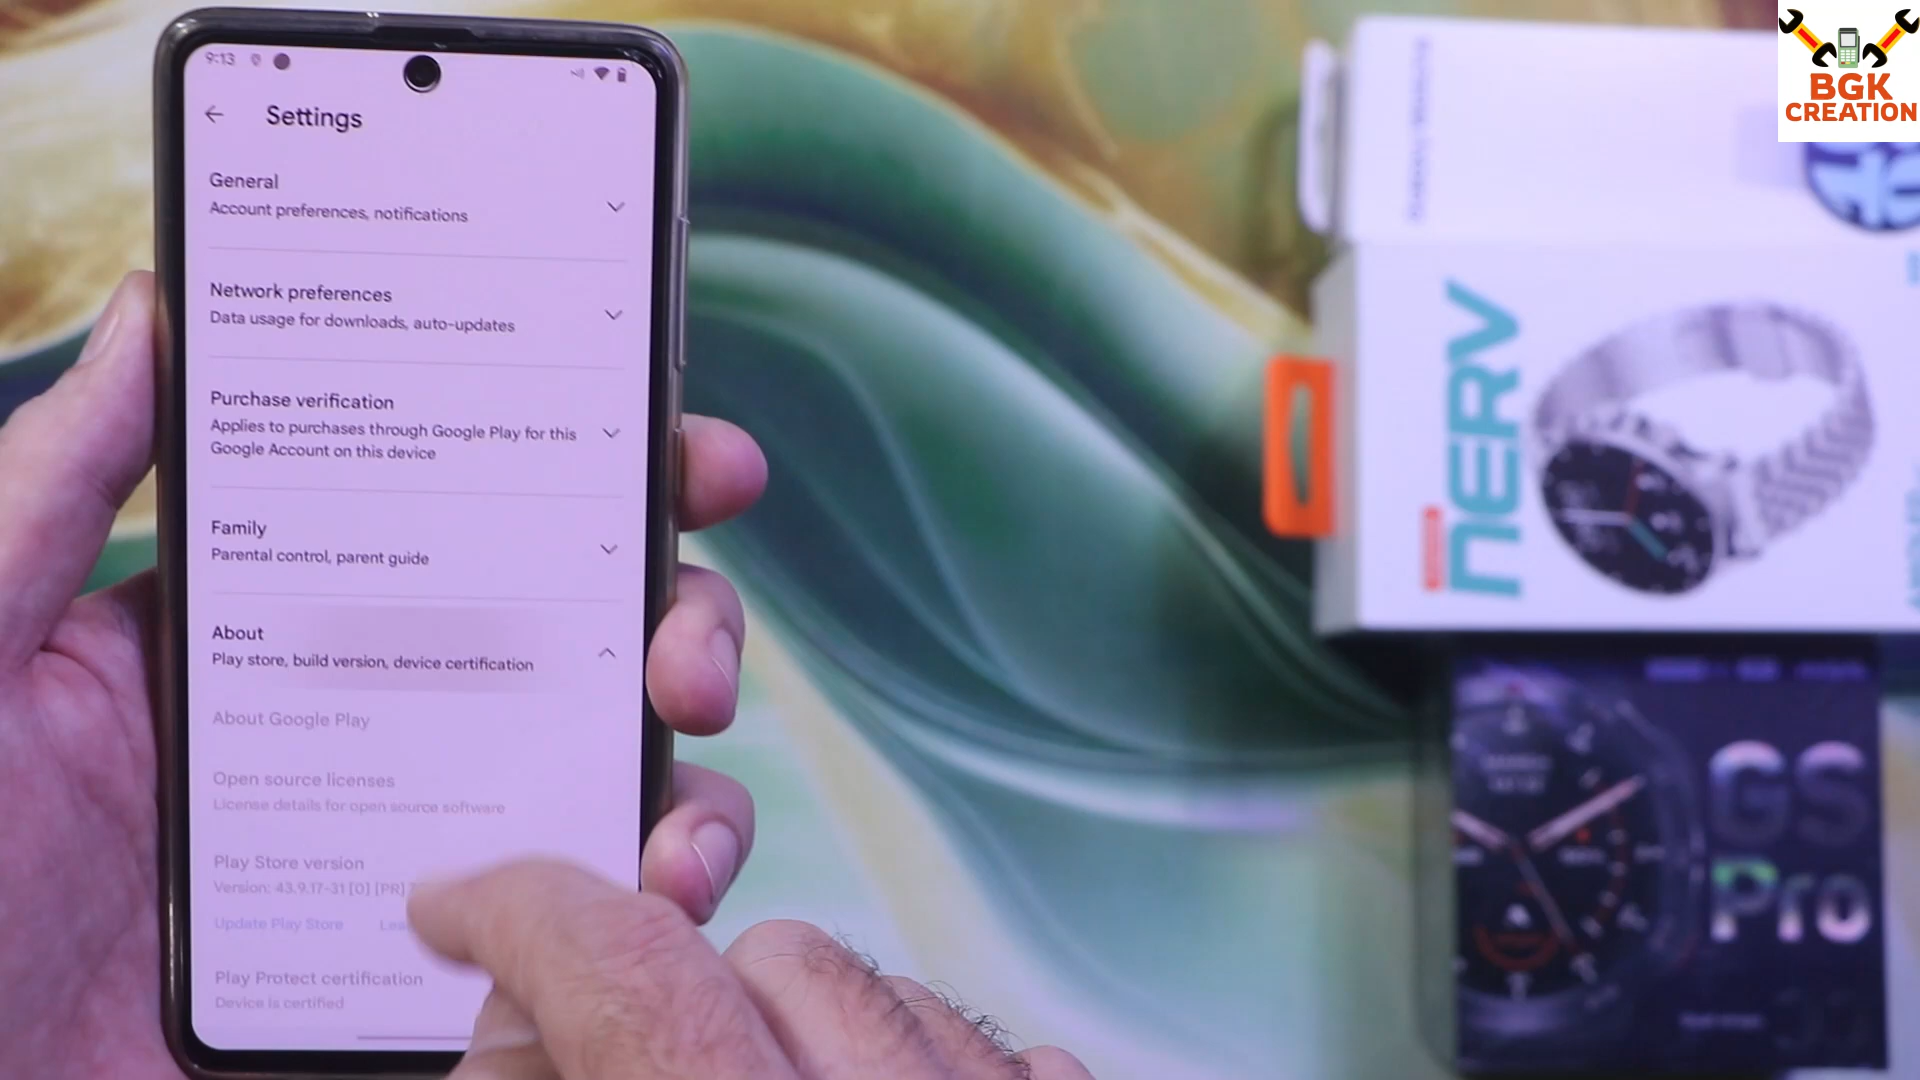 9:13
Settings
General
Account preferences, notifications
Network preferences
Data usage for downloads, auto-updates
Purchase verification
Applies to purchases through Google Play for this
Google Account on this device
Family
Parental control, parent guide
About
Play store, build version, device certification
About Google Play
Open source licenses
License details for open source software
Play Store version
Version: 43.9.17-31 [0] [PR]
Update Play Store
Play Protect certification
Device is certified
BGK
CREATION
NERV
GS
Pro